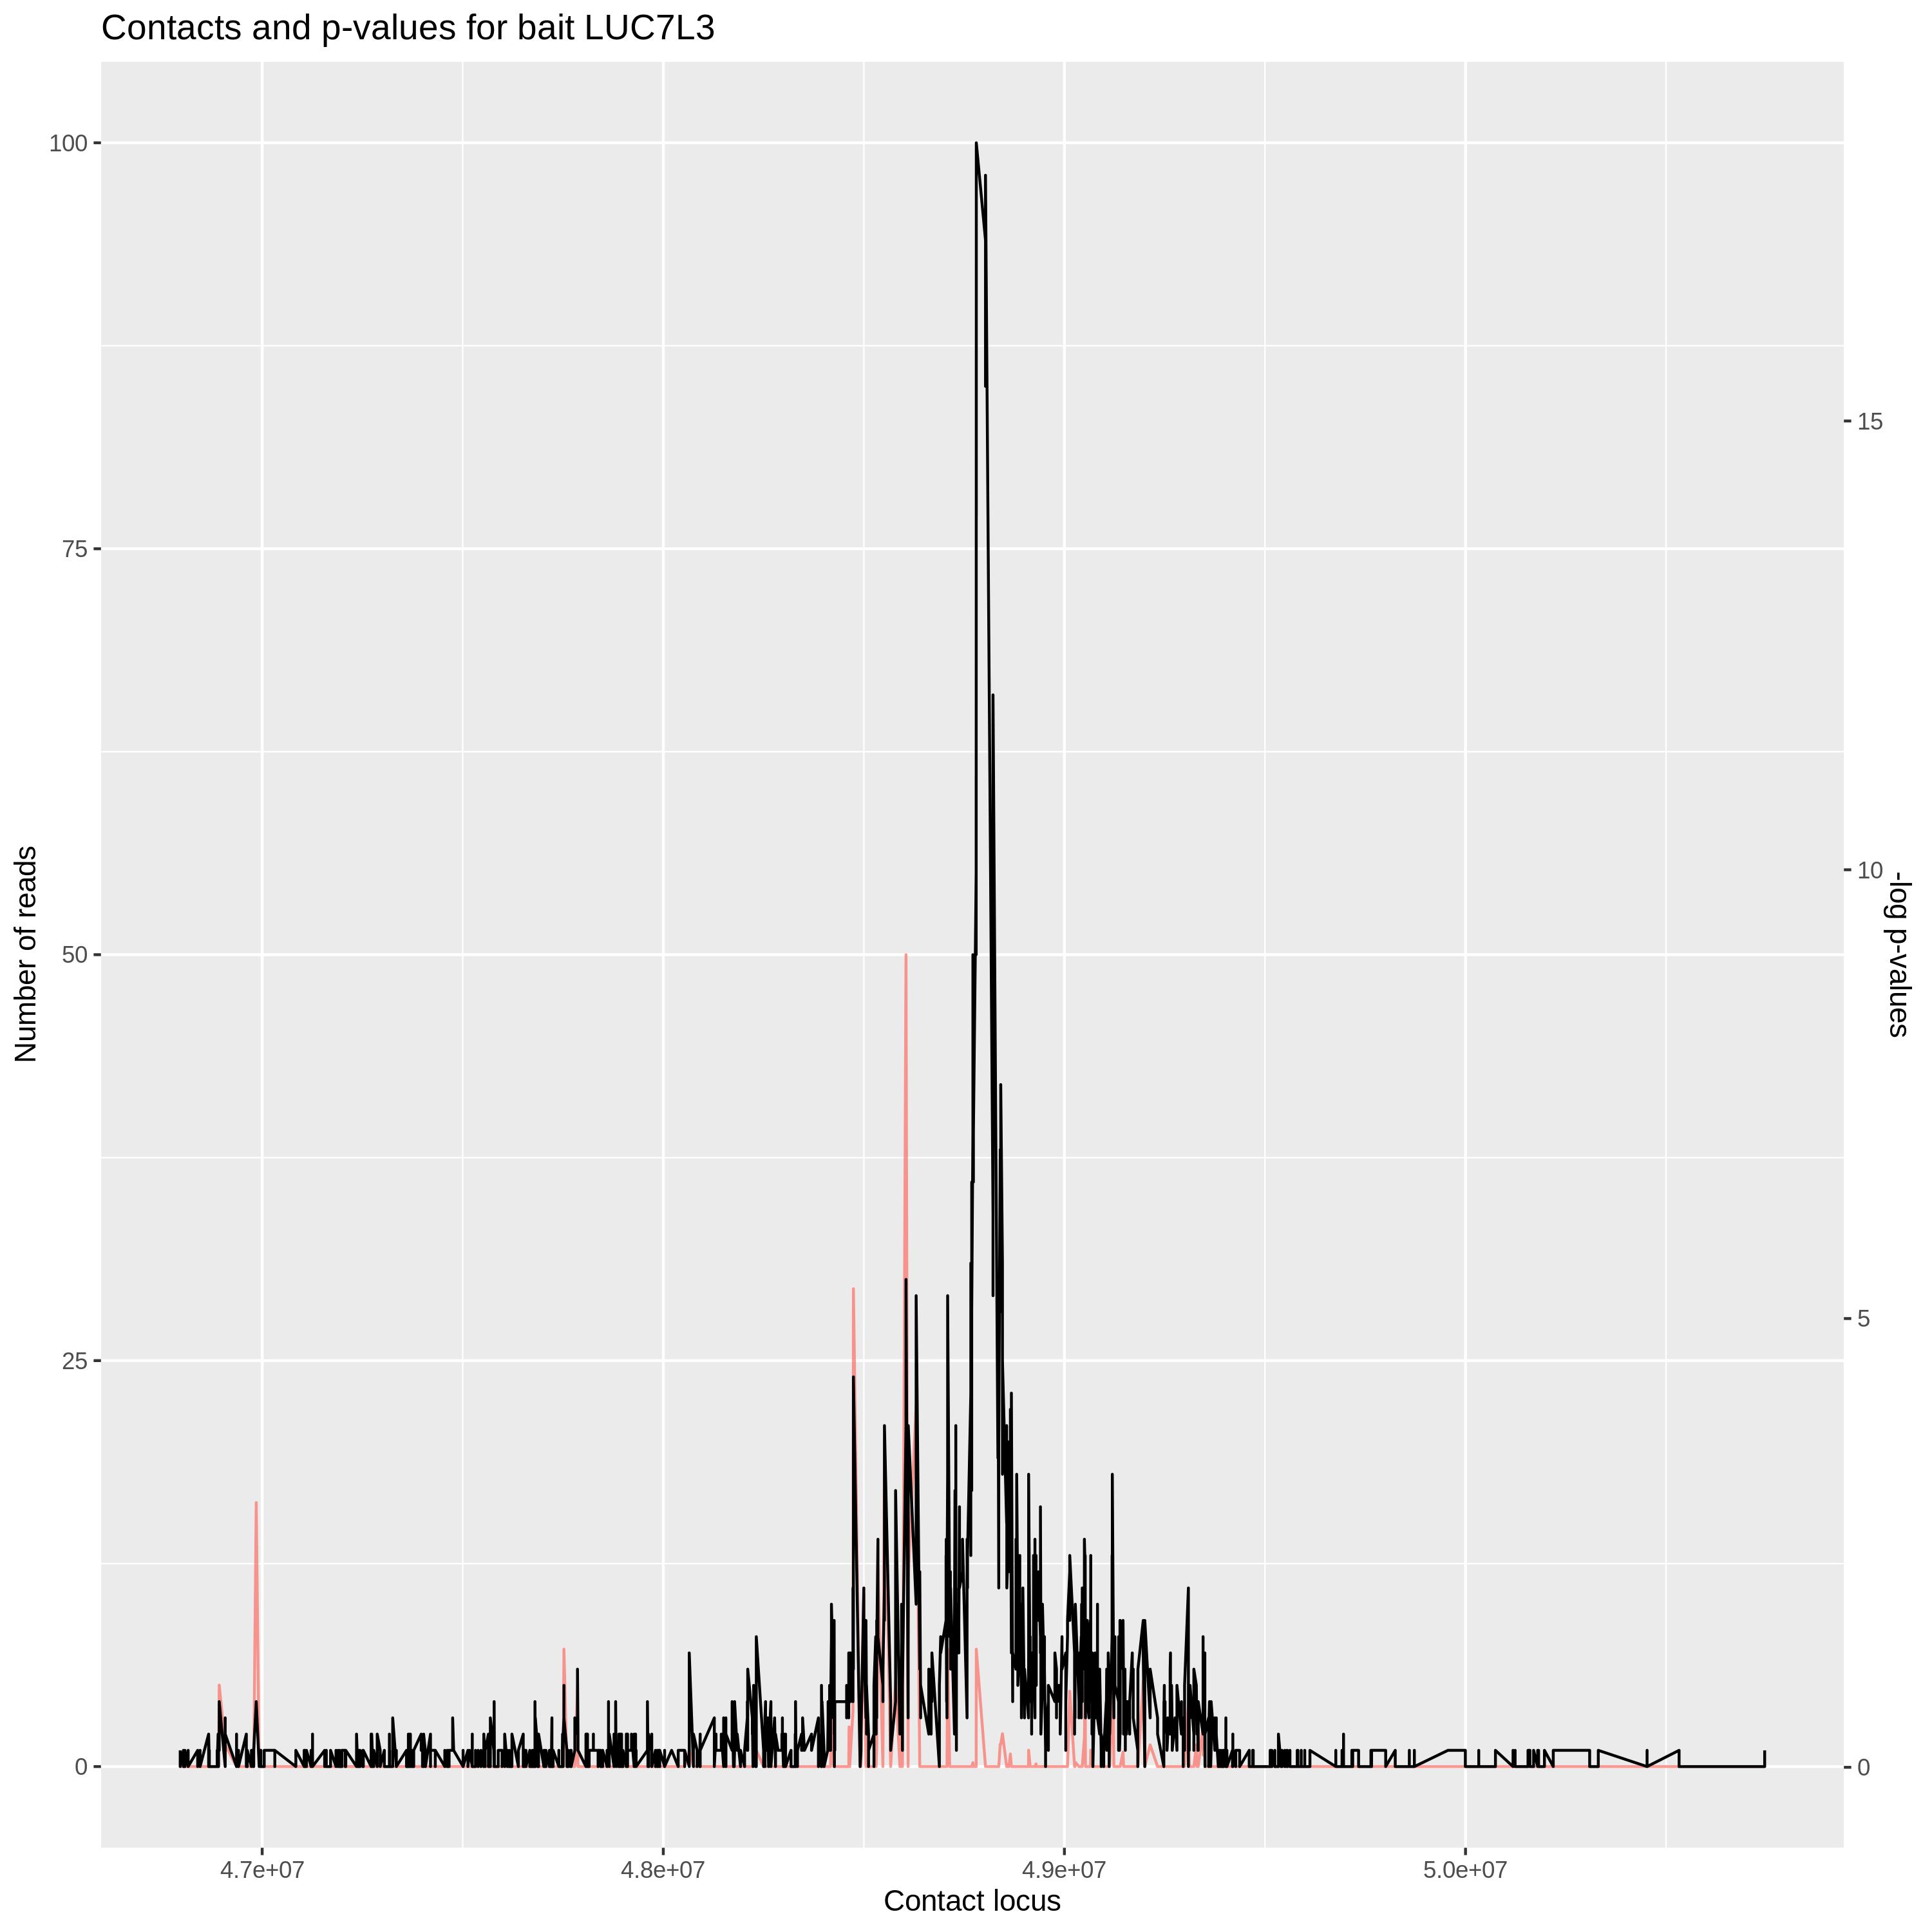 Contacts and p-values for bait LUC7L3
100
75
50
25
0
Number of reads
15
10
5
0
-log p-values
4.7e+07
4.8e+07
4.9e+07
5.0e+07
Contact locus